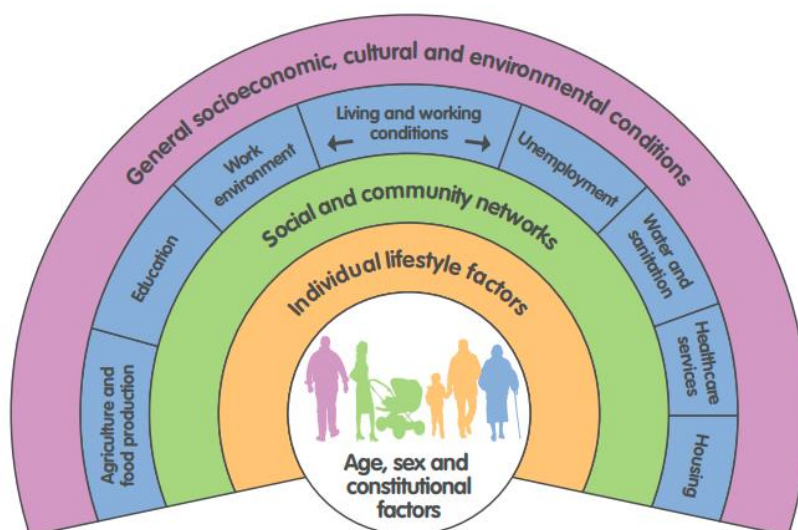 General socioeconomic, cultural and environmental conditions
Living and working
conditions
Work
environment
Unemployment
Education
Water and
sanitation
Agriculture and
food production
Healthcare
services
Housing
Social and community networks
Individual lifestyle factors
Age, sex and
constitutional
factors